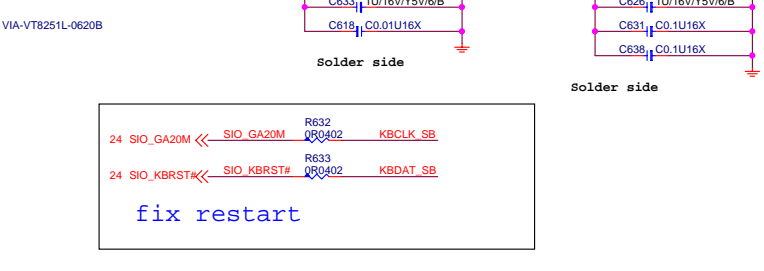 C633 1U/16V/Y5V/6/B
C626 1U/16V/Y5V/6/B
VIA-VT8251L-0620B
C618 C0.01U16X
C631 C0.1U16X
C638 C0.1U16X
Solder side
Solder side
R632
24 SIO_GA20M SIO_GA20M 0R0402 KBCLK_SB
R633
24 SIO_KBRST# SIO_KBRST# 0R0402 KBDAT_SB
fix restart